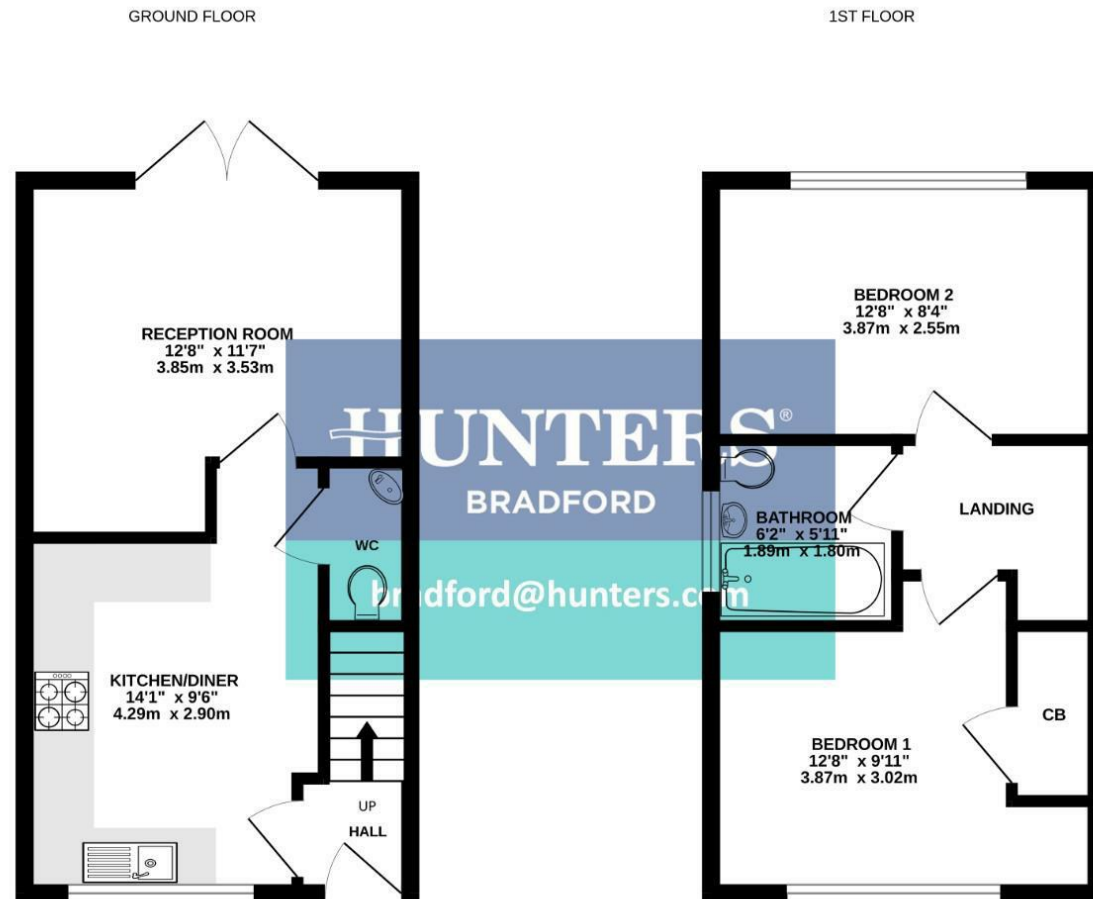 GROUND FLOOR
1ST FLOOR
RECEPTION ROOM
12'8" x 11'7"
3.85m x 3.53m
WC
KITCHEN/DINER
14'1" x 9'6"
4.29m x 2.90m
UP
HALL
BEDROOM 2
12'8" x 8'4"
3.87m x 2.55m
BATHROOM
6'2" x 5'11"
1.89m x 1.80m
LANDING
CB
BEDROOM 1
12'8" x 9'11"
3.87m x 3.02m
HUNTERS®
BRADFORD
bradford@hunters.com